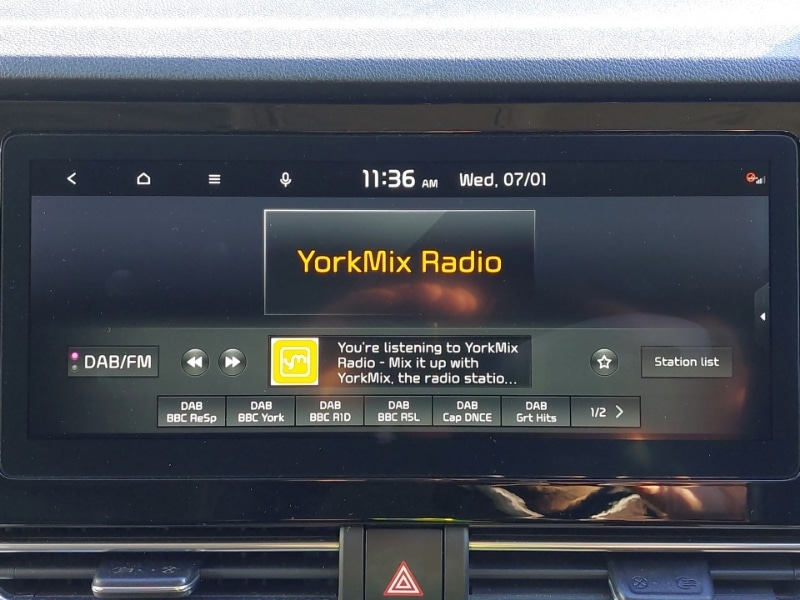 11:36 AM Wed, 07/01
YorkMix Radio
DAB/FM
ym
You're listening to YorkMix
Radio - Mix it up with
YorkMix, the radio statio...
Station list
DAB
BBC ReSp
DAB
BBC York
DAB
BBC R1D
DAB
BBC R5L
DAB
Cap DNCE
DAB
Grt Hits
1/2 >